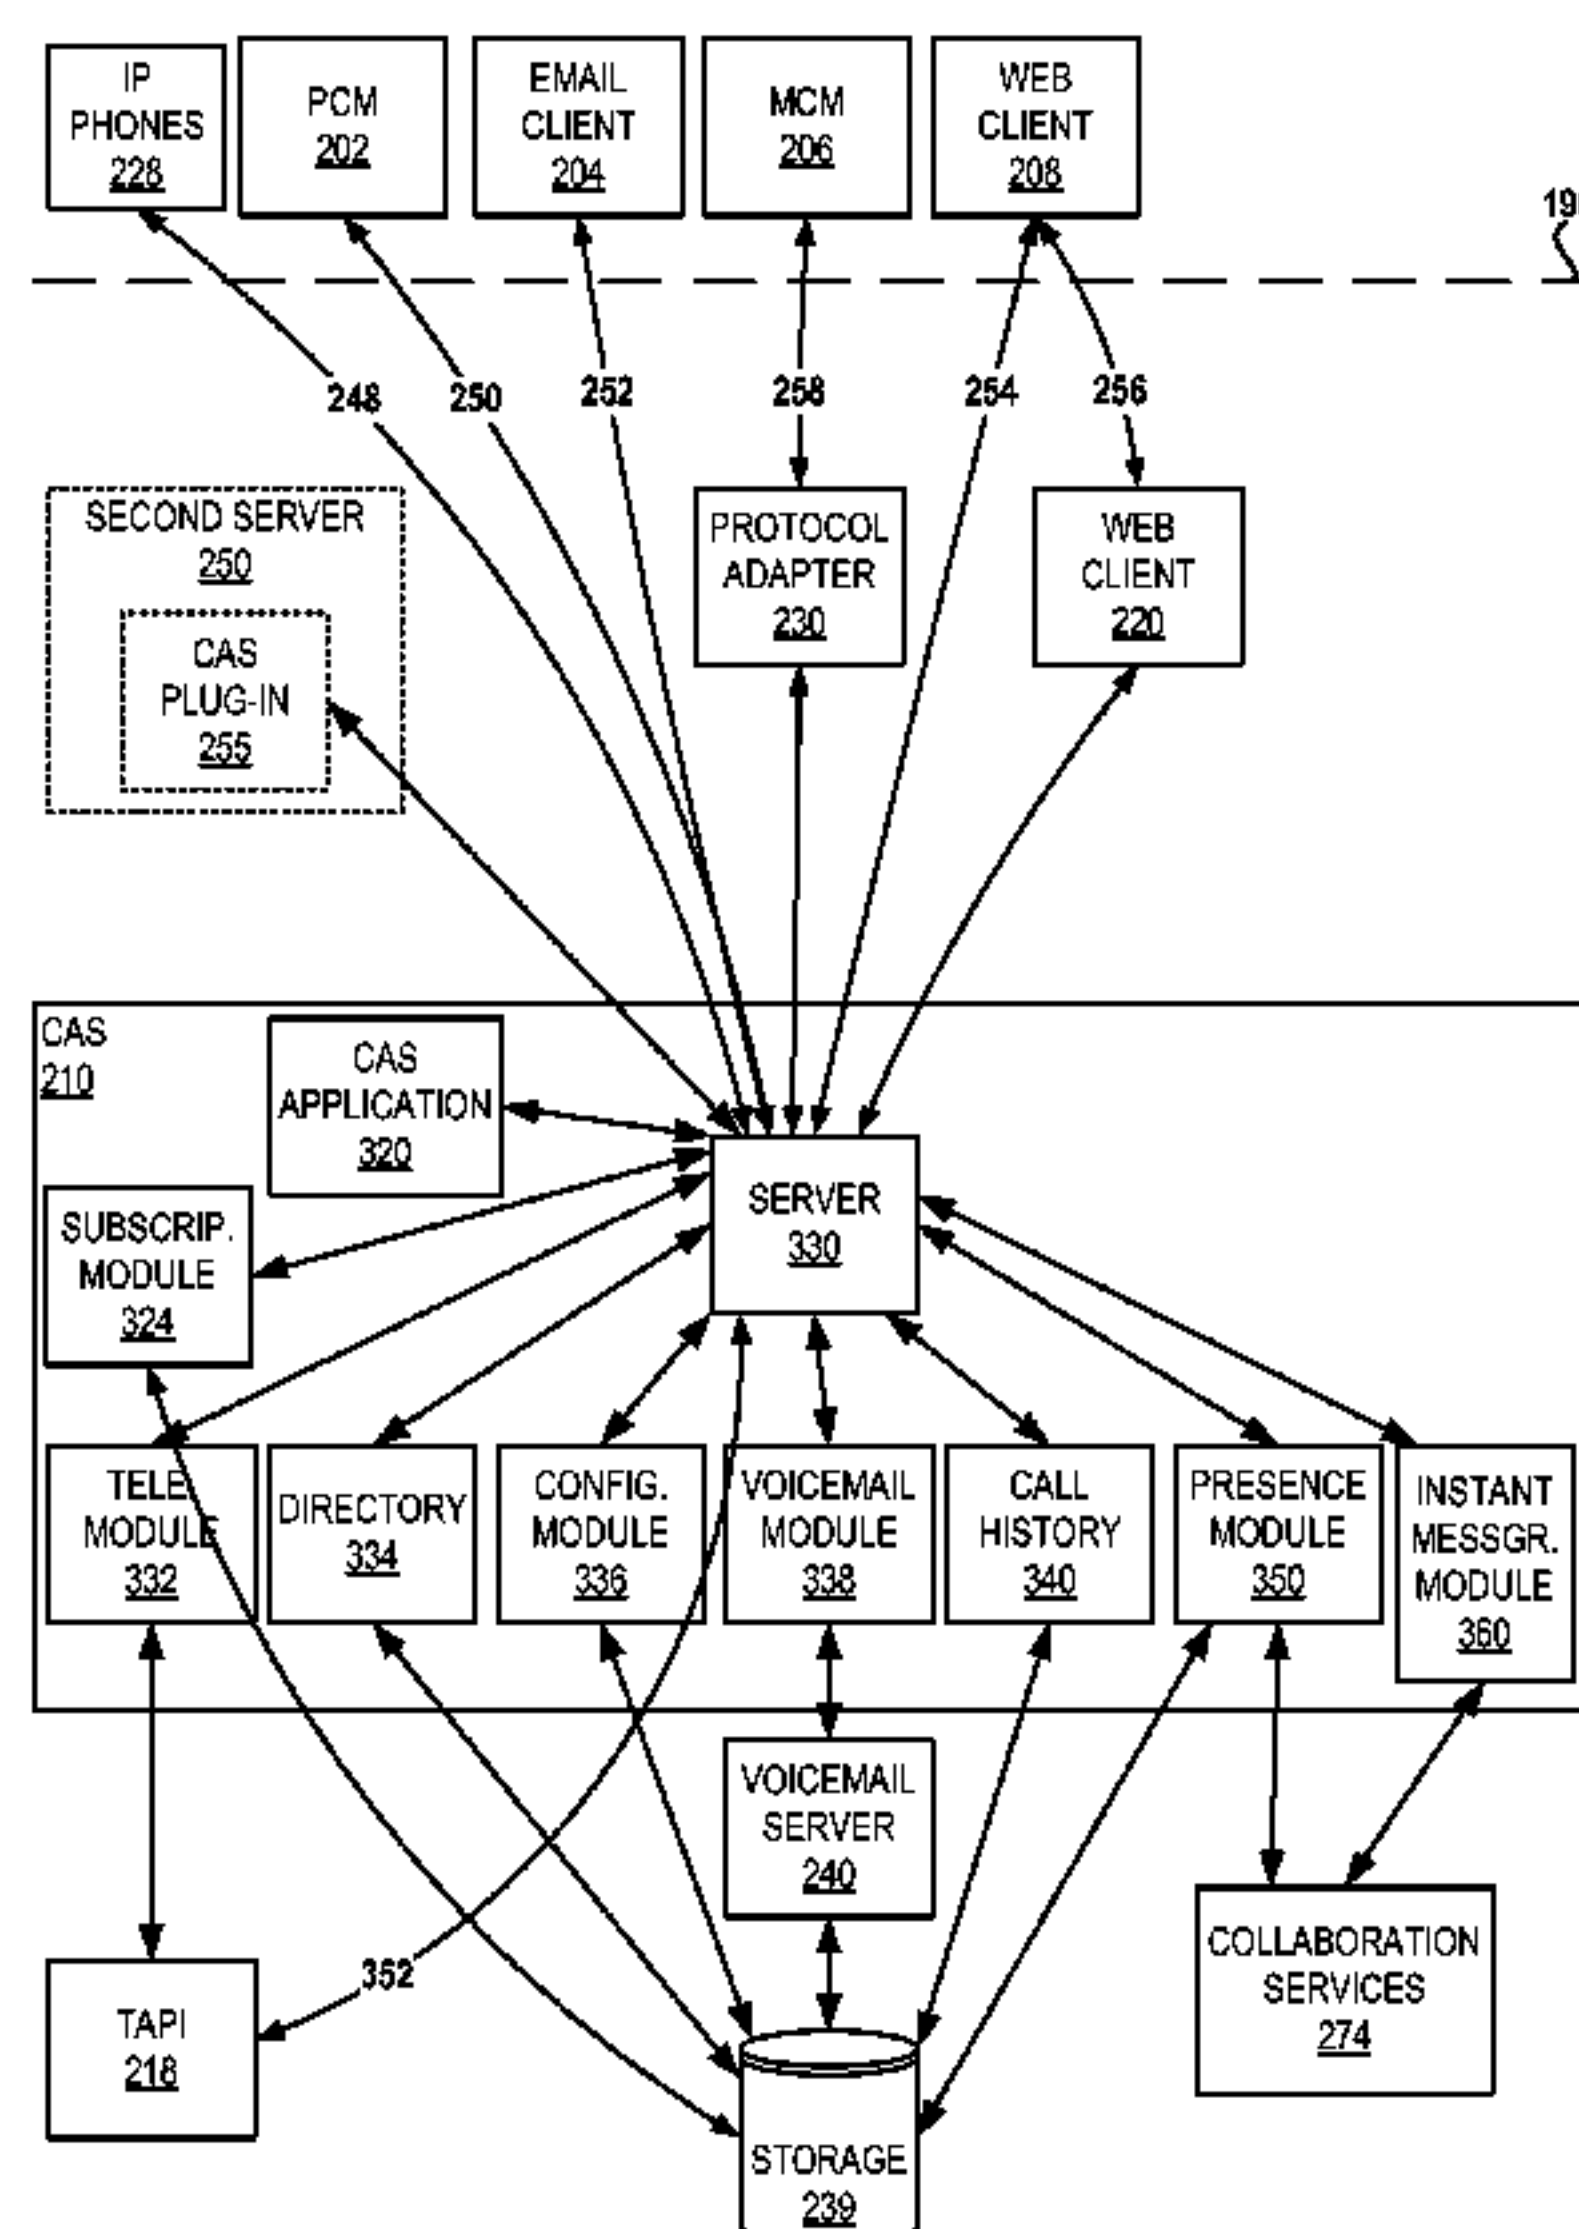 IP
PHONES
228
PCM
202
EMAIL
CLIENT
204
MCM
206
WEB
CLIENT
208
19
248
250
252
258
254
256
SECOND SERVER
250
CAS
PLUG-IN
255
PROTOCOL
ADAPTER
230
WEB
CLIENT
220
CAS
210
CAS
APPLICATION
320
SERVER
330
SUBSCRIP.
MODULE
324
TELE
MODULE
332
DIRECTORY
334
CONFIG.
MODULE
336
VOICEMAIL
MODULE
338
CALL
HISTORY
340
PRESENCE
MODULE
350
INSTANT
MESSGR.
MODULE
360
VOICEMAIL
SERVER
240
COLLABORATION
SERVICES
274
352
TAPI
218
STORAGE
239